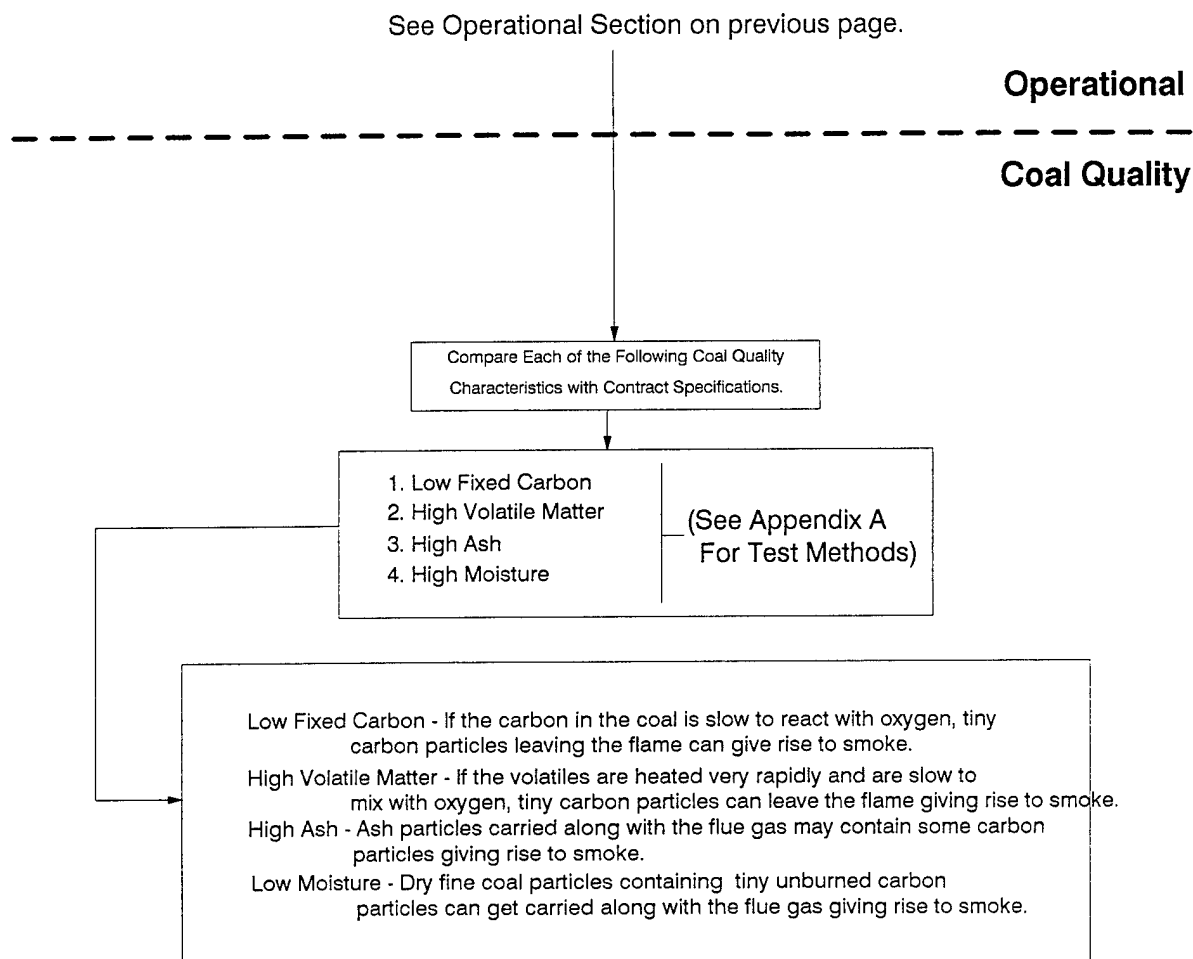 See Operational Section on previous page.
Operational
Coal Quality
Compare Each of the Following Coal Quality
Characteristics with Contract Specifications.
1. Low Fixed Carbon
2. High Volatile Matter
3. High Ash
4. High Moisture
(See Appendix A
For Test Methods)
Low Fixed Carbon - If the carbon in the coal is slow to react with oxygen, tiny
carbon particles leaving the flame can give rise to smoke.
High Volatile Matter - If the volatiles are heated very rapidly and are slow to
mix with oxygen, tiny carbon particles can leave the flame giving rise to smoke.
High Ash - Ash particles carried along with the flue gas may contain some carbon
particles giving rise to smoke.
Low Moisture - Dry fine coal particles containing tiny unburned carbon
particles can get carried along with the flue gas giving rise to smoke.